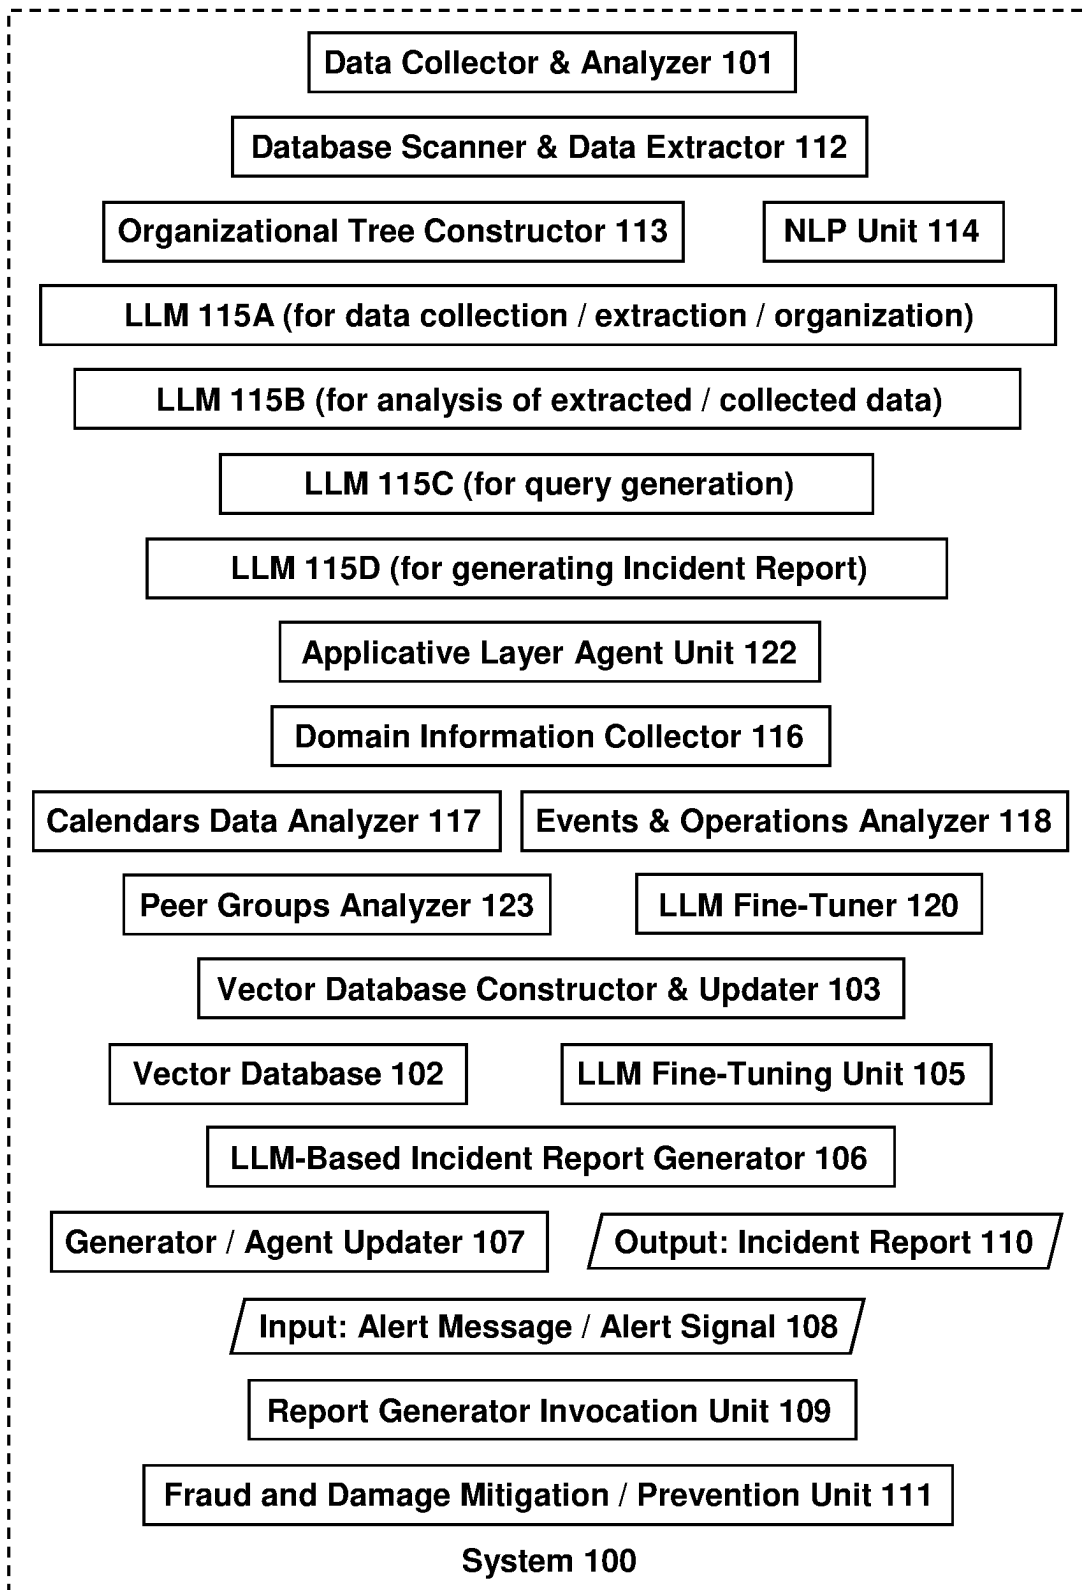 Data Collector & Analyzer 101
Database Scanner & Data Extractor 112
Organizational Tree Constructor 113
NLP Unit 114
LLM 115A (for data collection / extraction / organization)
LLM 115B (for analysis of extracted / collected data)
LLM 115C (for query generation)
LLM 115D (for generating Incident Report)
Applicative Layer Agent Unit 122
Domain Information Collector 116
Calendars Data Analyzer 117
Events & Operations Analyzer 118
Peer Groups Analyzer 123
LLM Fine-Tuner 120
Vector Database Constructor & Updater 103
Vector Database 102
LLM Fine-Tuning Unit 105
LLM-Based Incident Report Generator 106
Generator / Agent Updater 107
Output: Incident Report 110
Input: Alert Message / Alert Signal 108
Report Generator Invocation Unit 109
Fraud and Damage Mitigation / Prevention Unit 111
System 100